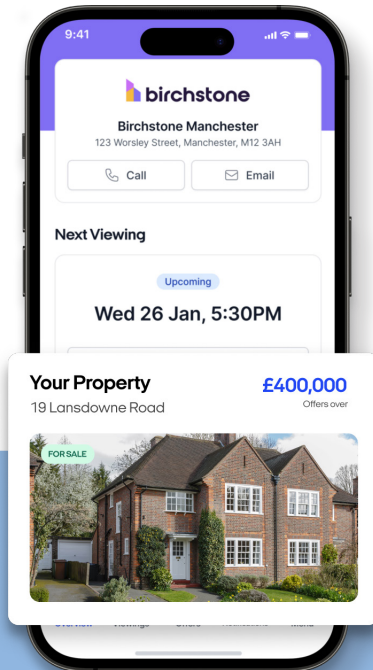 9:41
birchstone
Birchstone Manchester
123 Worsley Street, Manchester, M12 3AH
Call
Email
Next Viewing
Upcoming
Wed 26 Jan, 5:30PM
Your Property
£400,000
19 Lansdowne Road
Offers over
FOR SALE